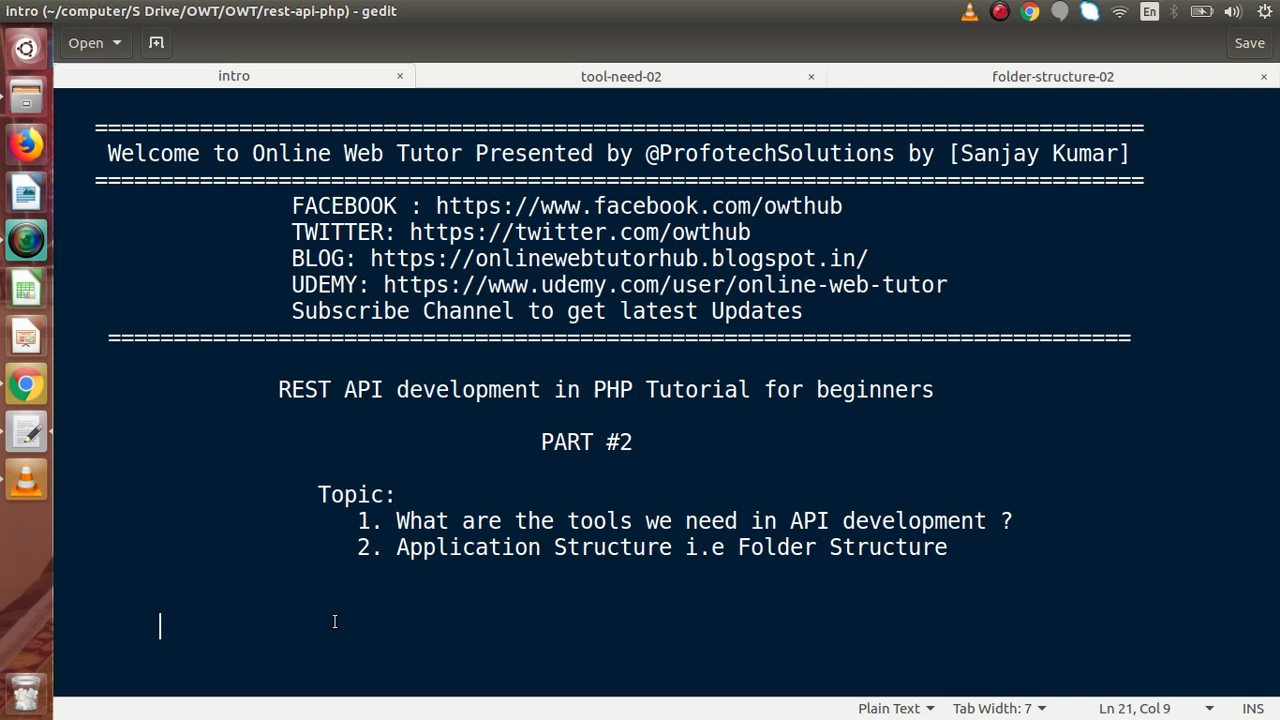 intro (~/computer/S Drive/OWT/OWT/rest-api-php) - gedit
En
Open
Save
intro
tool-need-02
folder-structure-02
================================================================================
Welcome to Online Web Tutor Presented by @ProfotechSolutions by [Sanjay Kumar]
================================================================================
FACEBOOK : https://www.facebook.com/owthub
TWITTER: https://twitter.com/owthub
BLOG: https://onlinewebtutorhub.blogspot.in/
UDEMY: https://www.udemy.com/user/online-web-tutor
Subscribe Channel to get latest Updates
==============================================================================
REST API development in PHP Tutorial for beginners
PART #2
Topic:
1. What are the tools we need in API development ?
2. Application Structure i.e Folder Structure
Plain Text
Tab Width: 7
Ln 21, Col 9
INS